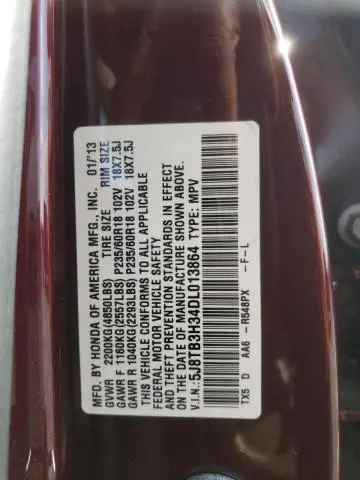 MFD. BY HONDA OF AMERICA MFG., INC. 01/'13
GVWR 2200KG(4850LBS) TIRE SIZE RIM SIZE
GAWR F 1160KG(2557LBS) P235/60R18 102V 18X7.5J
GAWR R 1040KG(2293LBS) P235/60R18 102V 18X7.5J
THIS VEHICLE CONFORMS TO ALL APPLICABLE
FEDERAL MOTOR VEHICLE SAFETY
AND THEFT PREVENTION STANDARDS IN EFFECT
ON THE DATE OF MANUFACTURE SHOWN ABOVE.
V.I.N.: 5J8TB3H34DL013864 TYPE: MPV
TX5 D AA6 - R548PX - F - L